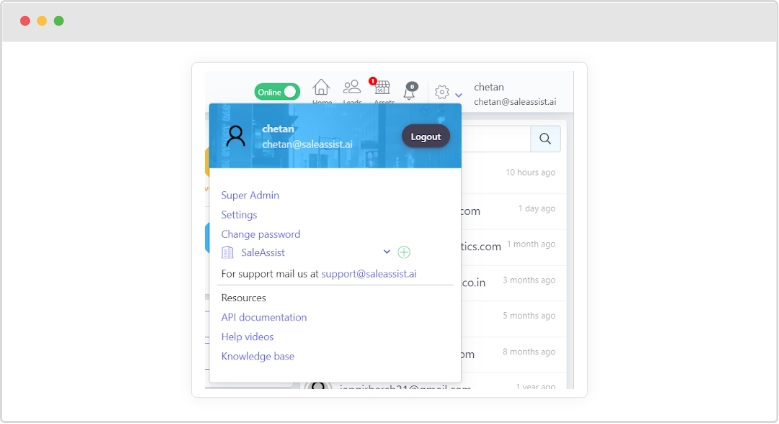 Online
Home Leads Assets
1
0
chetan
chetan@saleassist.ai
chetan
chetan@saleassist.ai
Logout
10 hours ago
Super Admin
.com
1 day ago
Settings
Change password
SaleAssist
tics.com
1 month ago
For support mail us at support@saleassist.ai
co.in
3 months ago
Resources
API documentation
5 months ago
Help videos
Knowledge base
om
8 months ago
1 year ago